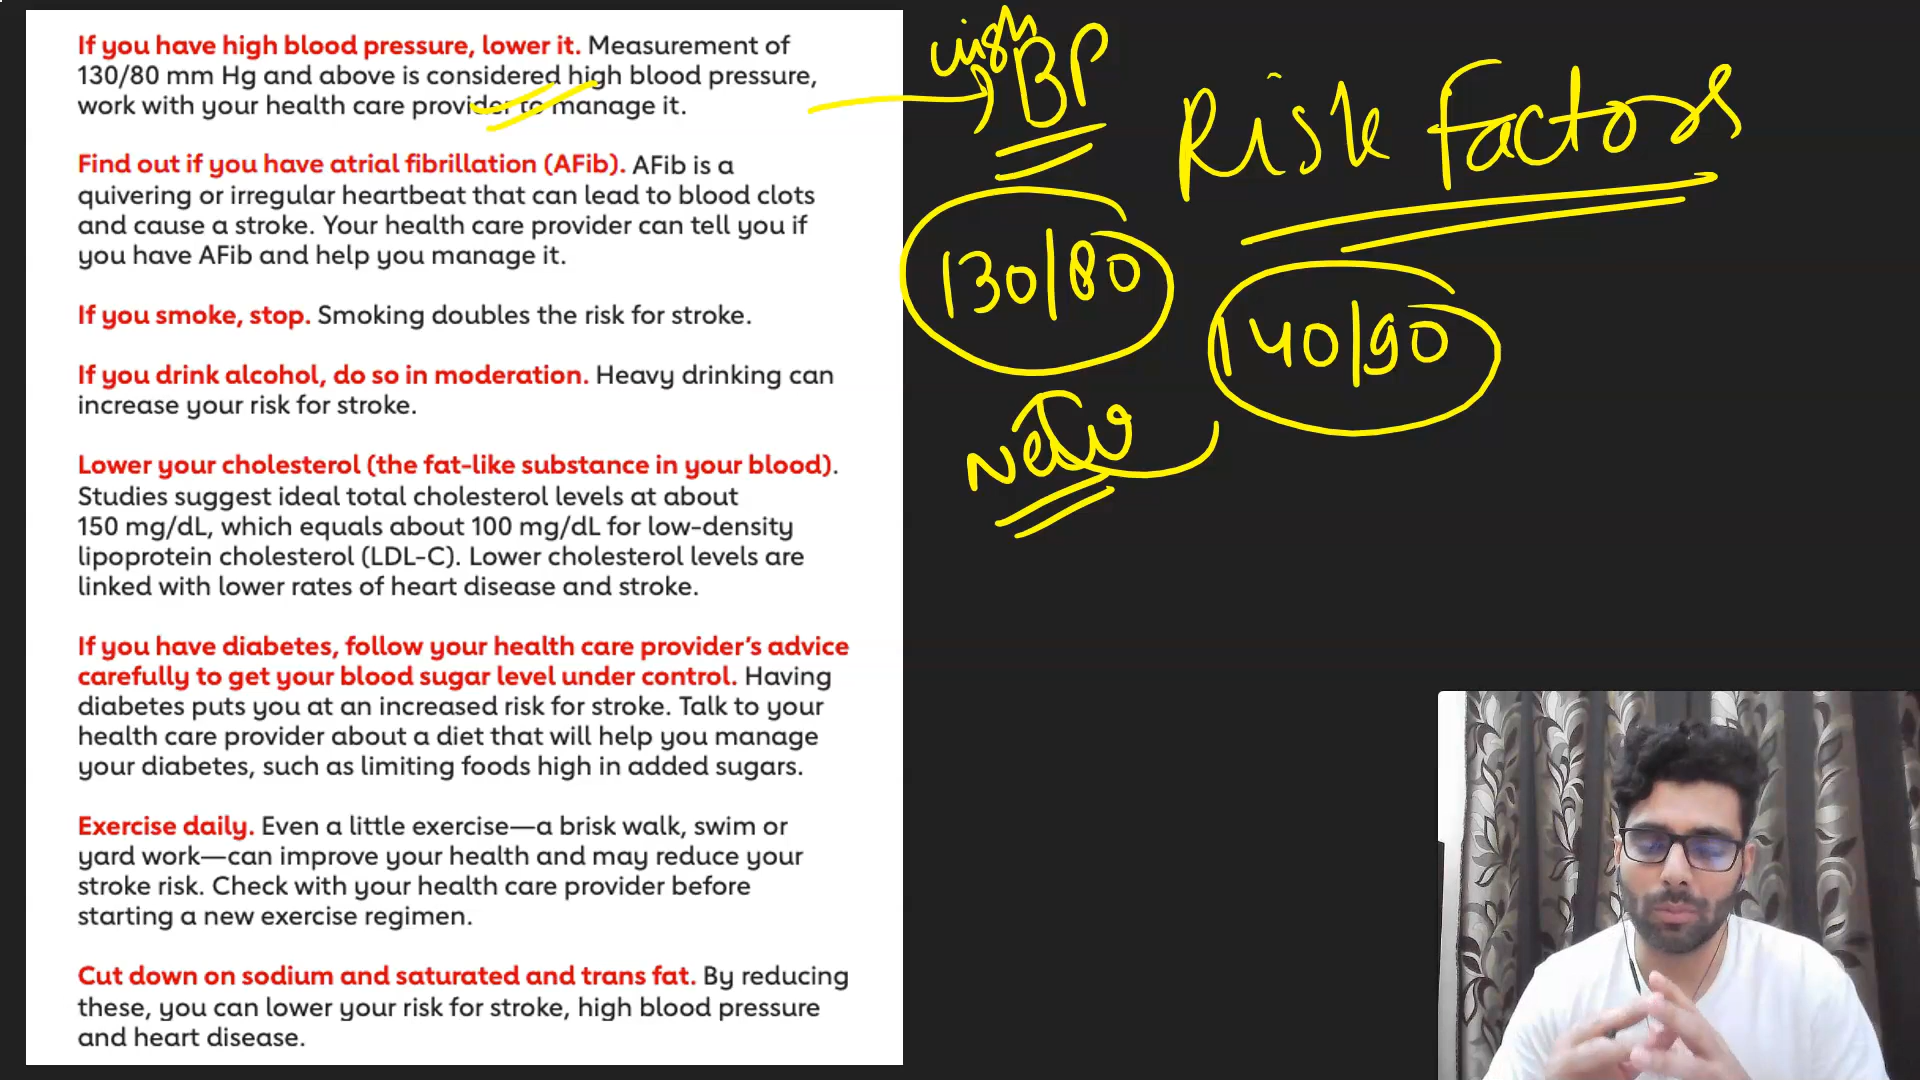 If you have high blood pressure, lower it. Measurement of
130/80 mm Hg and above is considered high blood pressure,
work with your health care provider to manage it.
Find out if you have atrial fibrillation (AFib). AFib is a
quivering or irregular heartbeat that can lead to blood clots
and cause a stroke. Your health care provider can tell you if
you have AFib and help you manage it.
If you smoke, stop. Smoking doubles the risk for stroke.
If you drink alcohol, do so in moderation. Heavy drinking can
increase your risk for stroke.
Lower your cholesterol (the fat-like substance in your blood).
Studies suggest ideal total cholesterol levels at about
150 mg/dL, which equals about 100 mg/dL for low-density
lipoprotein cholesterol (LDL-C). Lower cholesterol levels are
linked with lower rates of heart disease and stroke.
If you have diabetes, follow your health care provider’s advice
carefully to get your blood sugar level under control. Having
diabetes puts you at an increased risk for stroke. Talk to your
health care provider about a diet that will help you manage
your diabetes, such as limiting foods high in added sugars.
Exercise daily. Even a little exercise—a brisk walk, swim or
yard work—can improve your health and may reduce your
stroke risk. Check with your health care provider before
starting a new exercise regimen.
Cut down on sodium and saturated and trans fat. By reducing
these, you can lower your risk for stroke, high blood pressure
and heart disease.
high
BP
Risk factors
130/80
140/90